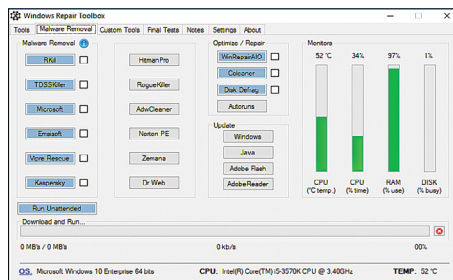 Windows Repair Toolbox
Tools Malware Removal Custom Tools Final Tests Notes Settings About
Malware Removal Optimize / Repair Monitors
RKill HitmanPro WinRepairAIO 52 °C 34% 97% 1%
TDSSKiller RogueKiller Ccleaner
Disk Defrag
Microsoft AdwCleaner Autoruns
Emsisoft Norton PE Update
Windows
Vipre Rescue Zemana Java
Adobe Flash
Kaspersky Dr Web AdobeReader
CPU CPU RAM DISK
(°C temp.) (% time) (% use) (% busy)
Run Unattended
Download and Run...
0 MB's / 0 MB's 0 kb/s 00%
OS. Microsoft Windows 10 Enterprise 64 bits CPU: Intel(R) Core(TM) i5-3570K CPU @ 3.40GHz TEMP: 52 °C